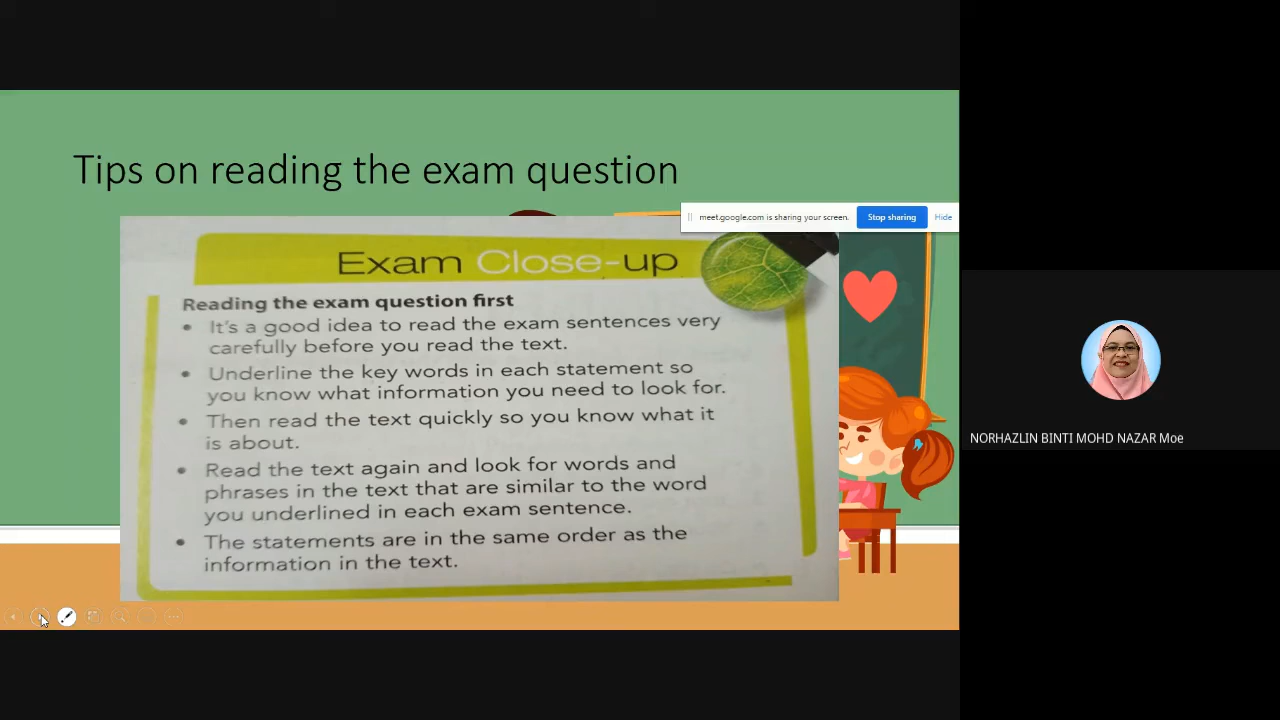 Tips on reading the exam question
meet.google.com is sharing your screen.
Stop sharing
Hide
Exam Close-up
Reading the exam question first
• It's a good idea to read the exam sentences very
carefully before you read the text.
• Underline the key words in each statement so
you know what information you need to look for.
• Then read the text quickly so you know what it
is about.
• Read the text again and look for words and
phrases in the text that are similar to the word
you underlined in each exam sentence.
• The statements are in the same order as the
information in the text.
NORHAZLIN BINTI MOHD NAZAR Moe